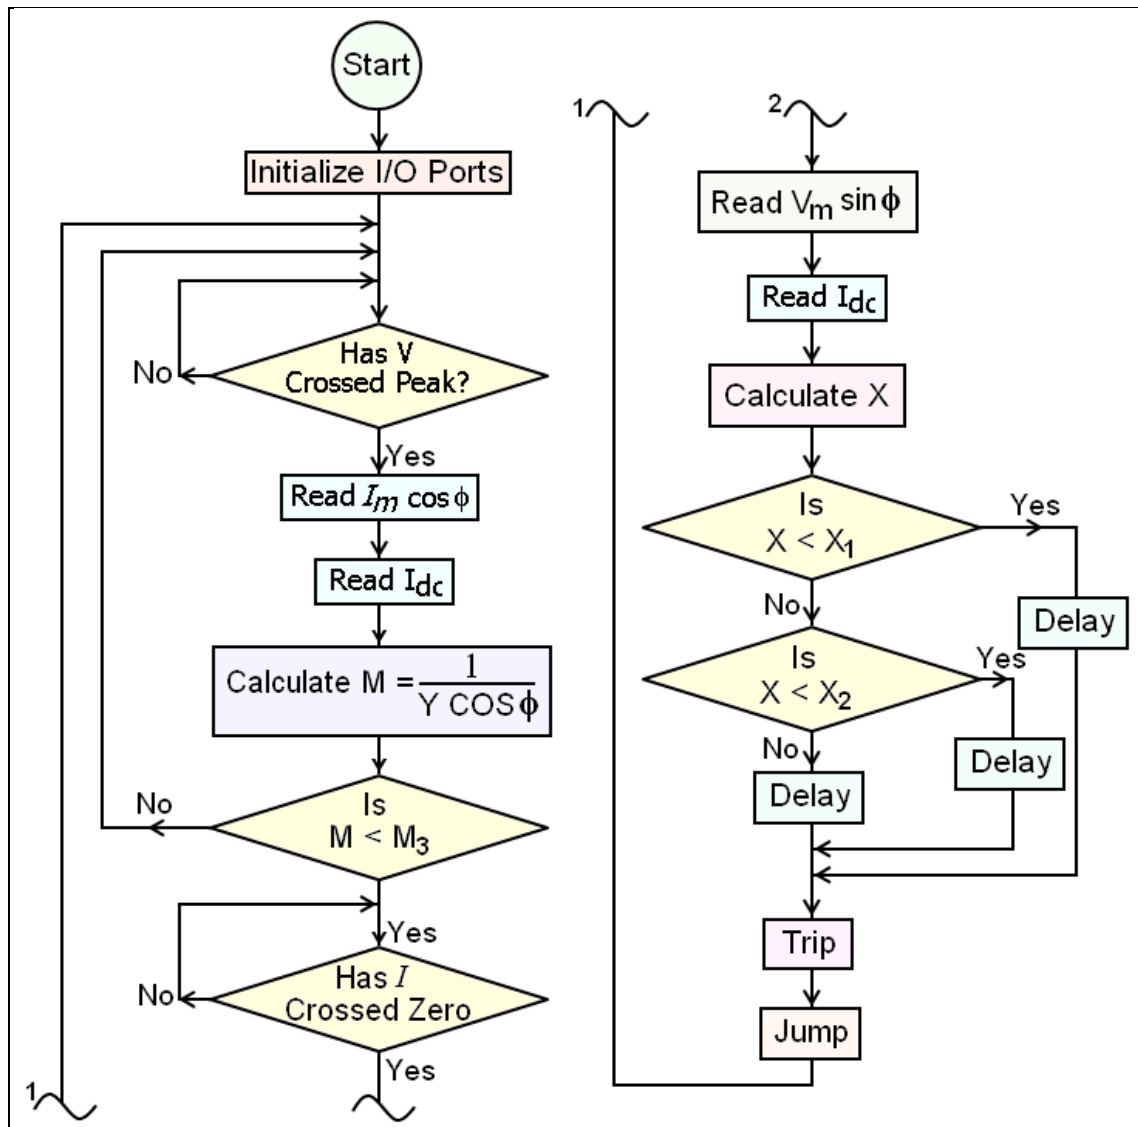 Start
Initialize I/O Ports
Has V
Crossed Peak?
No
Yes
Read Iₘ cos ϕ
Read I_dc
Calculate M = 1 / (Y COS ϕ)
Is
M < M₃
No
Yes
Has I
Crossed Zero
No
Yes
1
1
2
Read Vₘ sin ϕ
Read I_dc
Calculate X
Is
X < X₁
Yes
No
Delay
Is
X < X₂
Yes
No
Delay
Delay
Trip
Jump